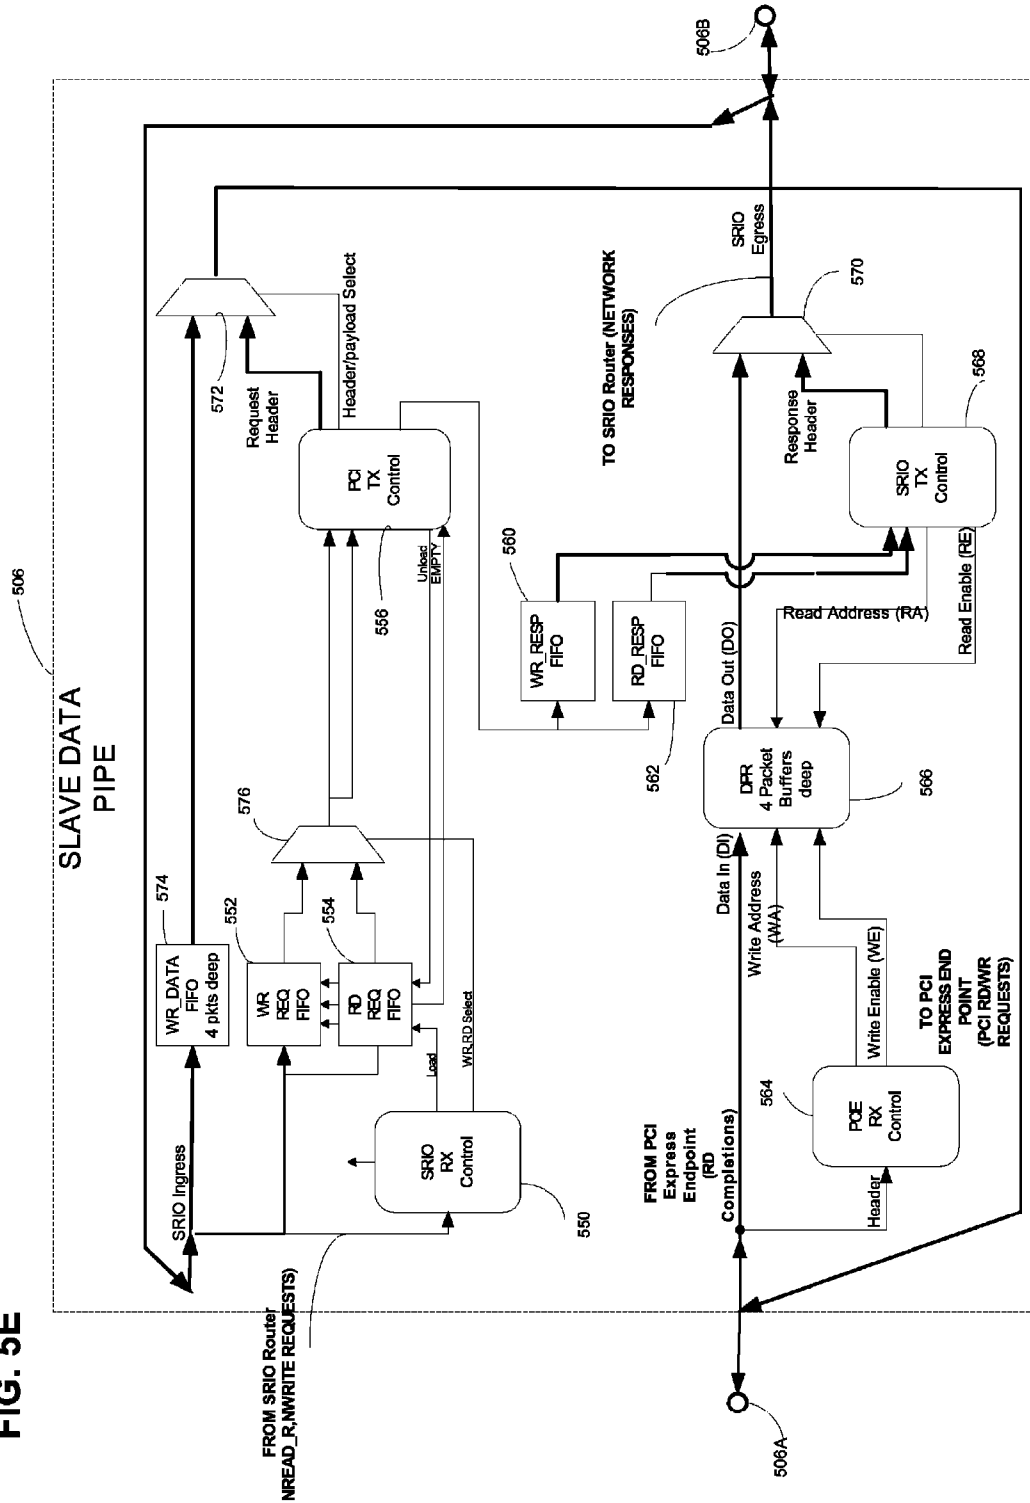 FIG. 5E
506
SLAVE DATA
PIPE
506B
506A
SRIO Ingress
574
WR_DATA
FIFO
4 pkts deep
552
WR
REQ
FIFO
554
RD
REQ
FIFO
576
Load
WR,RD Select
SRIO
RX
Control
550
FROM SRIO Router
NREAD_R,NWRITE REQUESTS)
572
Request
Header
Header/payload Select
PCI
TX
Control
556
Unload
EMPTY
560
WR_RESP
FIFO
RD_RESP
FIFO
562
TO SRIO Router (NETWORK
RESPONSES)
SRIO
Egress
570
Response
Header
568
SRIO
TX
Control
Read Address (RA)
Read Enable (RE)
Data Out (DO)
DPR
4 Packet
Buffers
deep
566
Data In (DI)
Write Address
(WA)
Write Enable (WE)
FROM PCI
Express
Endpoint
(RD
Completions)
564
PCIE
RX
Control
Header
TO PCI
EXPRESS END
POINT
(PCI RD/WR
REQUESTS)